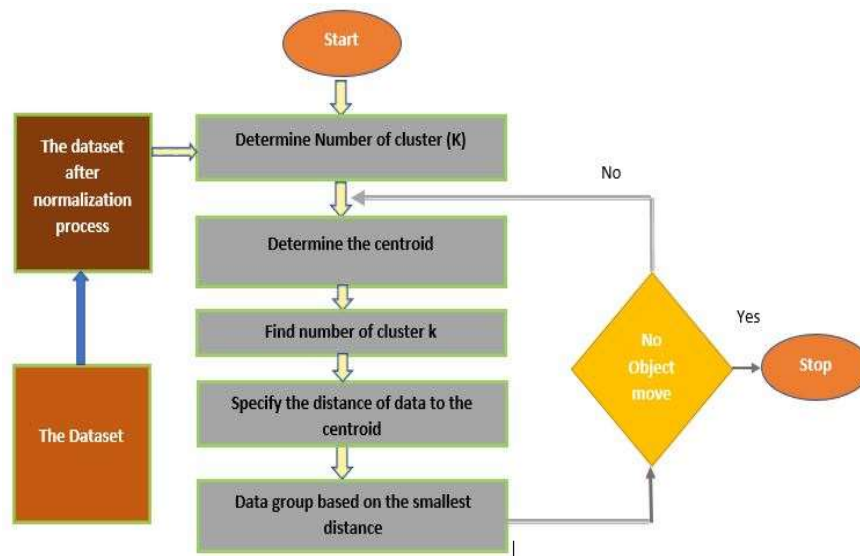 Start
The dataset
after
normalization
process
Determine Number of cluster (K)
No
Determine the centroid
Find number of cluster k
Yes
No
Object
move
Stop
The Dataset
Specify the distance of data to the
centroid
Data group based on the smallest
distance